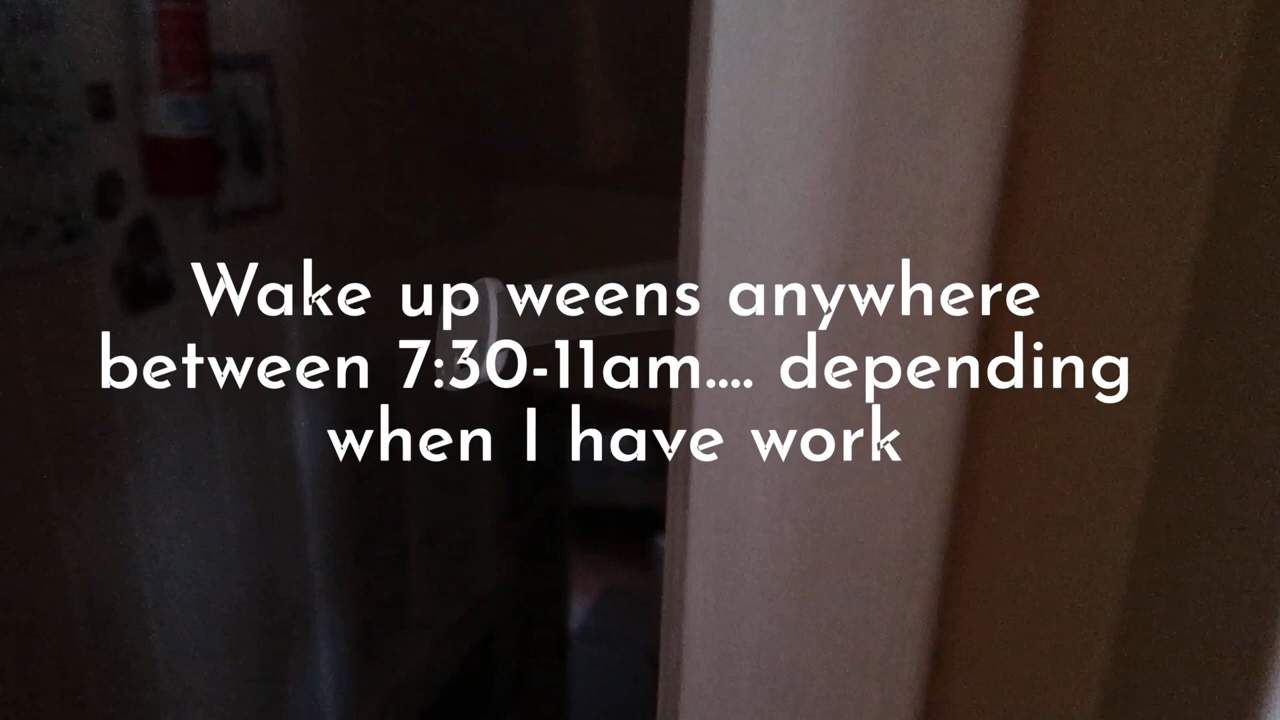 Wake up weens anywhere
between 7:30-11am.... depending
when I have work